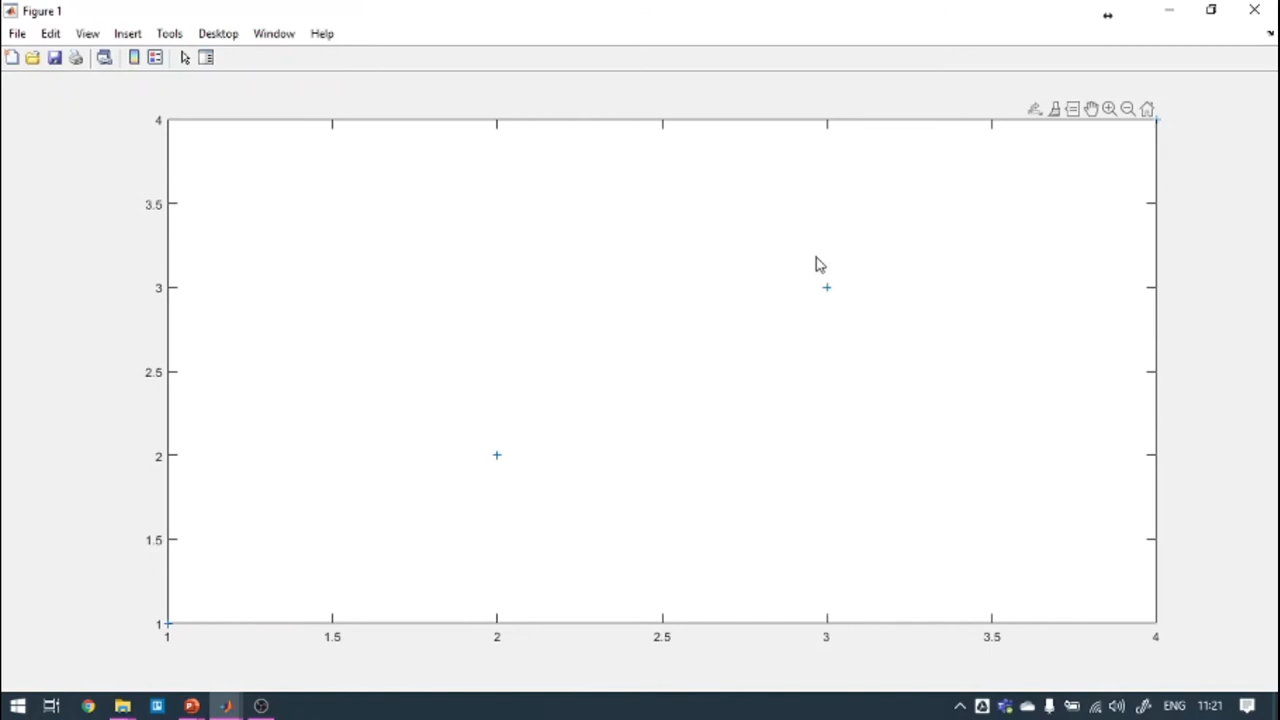 Figure 1
File Edit View Insert Tools Desktop Window Help
4
3.5
3
2.5
2
1.5
1
1 1.5 2 2.5 3 3.5 4
ENG 11:21